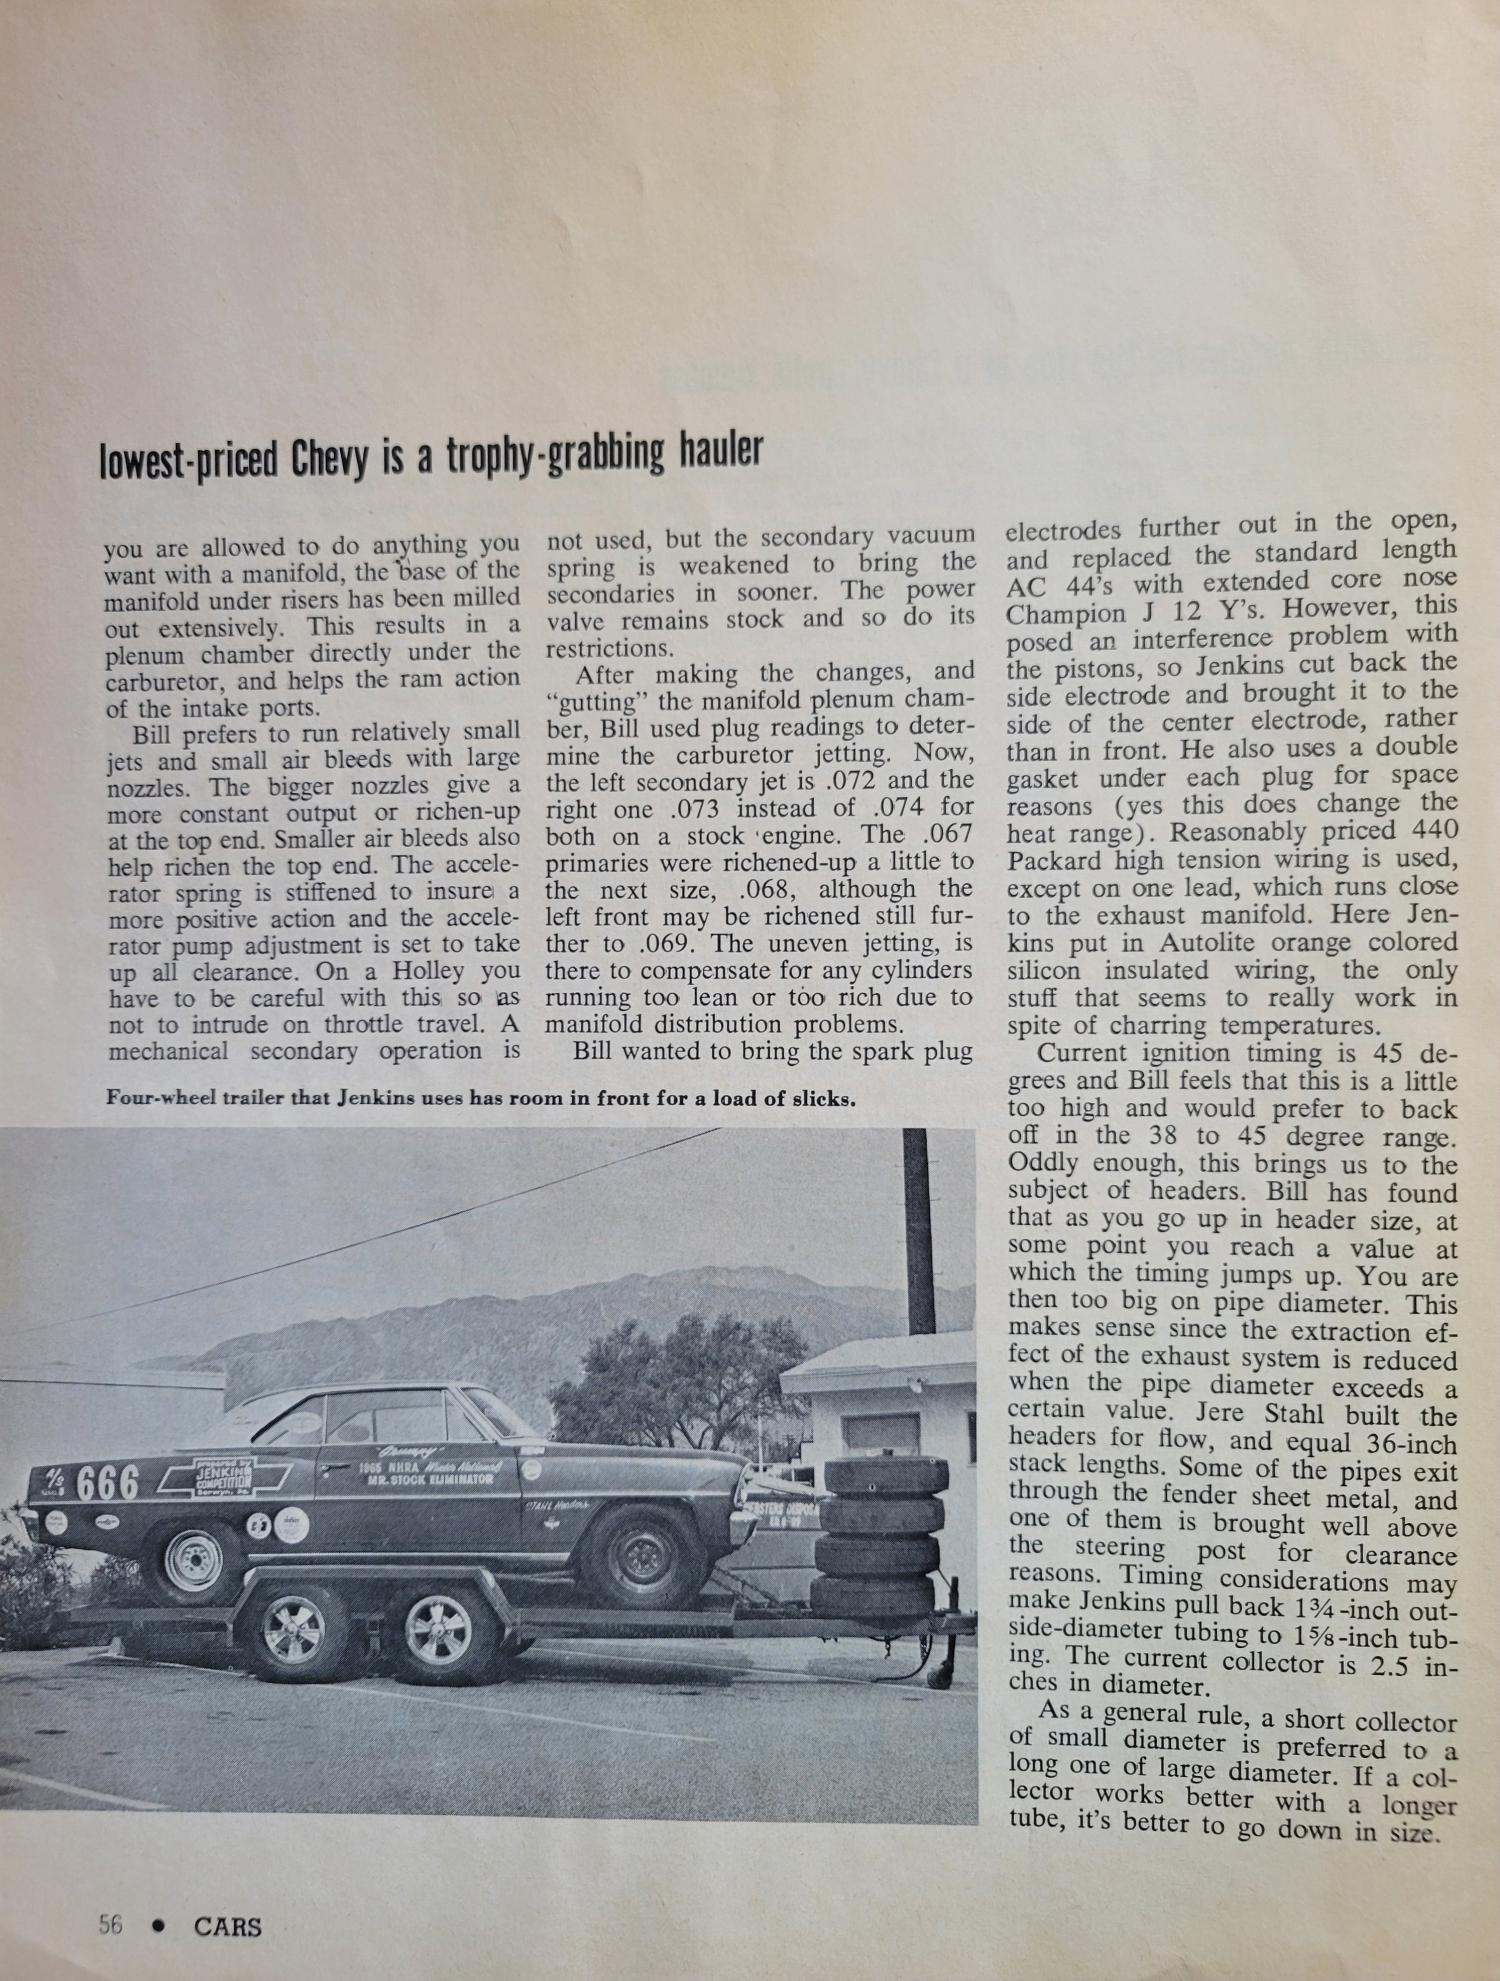 lowest-priced Chevy is a trophy-grabbing hauler
you are allowed to do anything you
want with a manifold, the base of the
manifold under risers has been milled
out extensively. This results in a
plenum chamber directly under the
carburetor, and helps the ram action
of the intake ports.
Bill prefers to run relatively small
jets and small air bleeds with large
nozzles. The bigger nozzles give a
more constant output or richen-up
at the top end. Smaller air bleeds also
help richen the top end. The accele-
rator spring is stiffened to insure a
more positive action and the accele-
rator pump adjustment is set to take
up all clearance. On a Holley you
have to be careful with this so as
not to intrude on throttle travel. A
mechanical secondary operation is
not used, but the secondary vacuum
spring is weakened to bring the
secondaries in sooner. The power
valve remains stock and so do its
restrictions.
After making the changes, and
“gutting” the manifold plenum cham-
ber, Bill used plug readings to deter-
mine the carburetor jetting. Now,
the left secondary jet is .072 and the
right one .073 instead of .074 for
both on a stock engine. The .067
primaries were richened-up a little to
the next size, .068, although the
left front may be richened still fur-
ther to .069. The uneven jetting, is
there to compensate for any cylinders
running too lean or too rich due to
manifold distribution problems.
Bill wanted to bring the spark plug
electrodes further out in the open,
and replaced the standard length
AC 44's with extended core nose
Champion J 12 Y's. However, this
posed an interference problem with
the pistons, so Jenkins cut back the
side electrode and brought it to the
side of the center electrode, rather
than in front. He also uses a double
gasket under each plug for space
reasons (yes this does change the
heat range). Reasonably priced 440
Packard high tension wiring is used,
except on one lead, which runs close
to the exhaust manifold. Here Jen-
kins put in Autolite orange colored
silicon insulated wiring, the only
stuff that seems to really work in
spite of charring temperatures.
Current ignition timing is 45 de-
grees and Bill feels that this is a little
too high and would prefer to back
off in the 38 to 45 degree range.
Oddly enough, this brings us to the
subject of headers. Bill has found
that as you go up in header size, at
some point you reach a value at
which the timing jumps up. You are
then too big on pipe diameter. This
makes sense since the extraction ef-
fect of the exhaust system is reduced
when the pipe diameter exceeds a
certain value. Jere Stahl built the
headers for flow, and equal 36-inch
stack lengths. Some of the pipes exit
through the fender sheet metal, and
one of them is brought well above
the steering post for clearance
reasons. Timing considerations may
make Jenkins pull back 1¾-inch out-
side-diameter tubing to 1⅝-inch tub-
ing. The current collector is 2.5 in-
ches in diameter.
As a general rule, a short collector
of small diameter is preferred to a
long one of large diameter. If a col-
lector works better with a longer
tube, it's better to go down in size.
Four-wheel trailer that Jenkins uses has room in front for a load of slicks.
A/S 666
prepared by
JENKINS
COMPETITION
Berwyn, Pa.
"Grumpy"
1965 NHRA Winter National
MR. STOCK ELIMINATOR
STAHL Headers
56 ● CARS